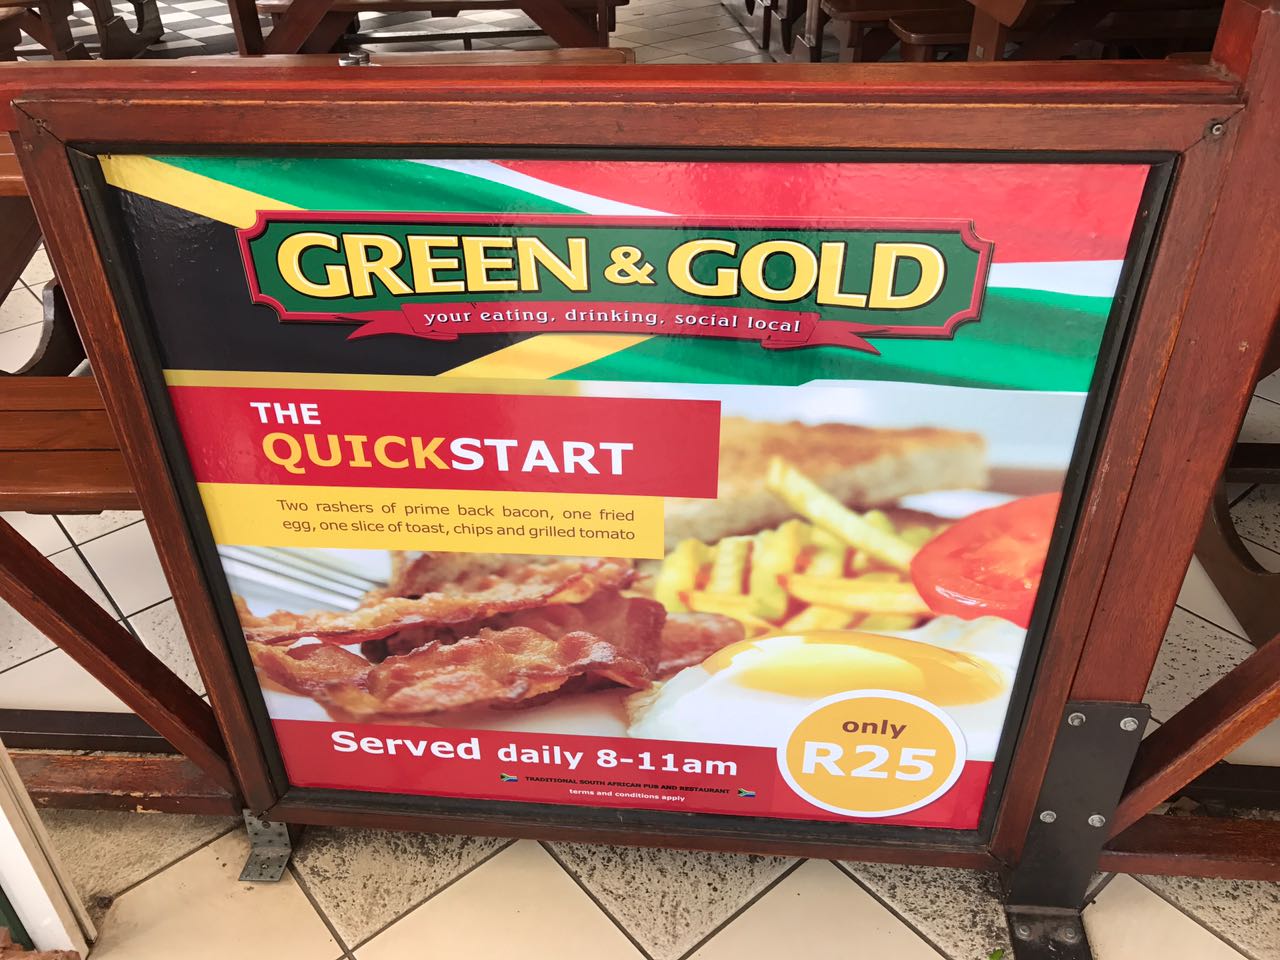 GREEN & GOLD
your eating, drinking, social local
THE
QUICKSTART
Two rashers of prime back bacon, one fried
egg, one slice of toast, chips and grilled tomato
only
R25
Served daily 8-11am
TRADITIONAL SOUTH AFRICAN PUB AND RESTAURANT
terms and conditions apply